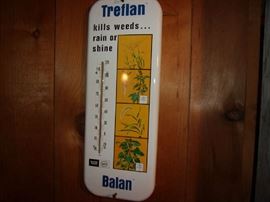 Treflan
kills weeds...
rain or
shine
Balan